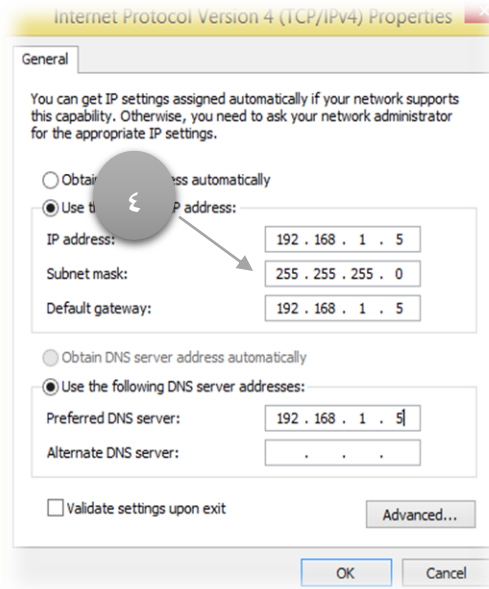 Internet Protocol Version 4 (TCP/IPv4) Properties
General
You can get IP settings assigned automatically if your network supports
this capability. Otherwise, you need to ask your network administrator
for the appropriate IP settings.
address automatically
Use the IP address:
٤
IP address: 192 . 168 . 1 . 5
Subnet mask: 255 . 255 . 255 . 0
Default gateway: 192 . 168 . 1 . 5
Obtain DNS server address automatically
Use the following DNS server addresses:
Preferred DNS server: 192 . 168 . 1 . 5
Alternate DNS server: . . .
Validate settings upon exit
Advanced...
OK Cancel